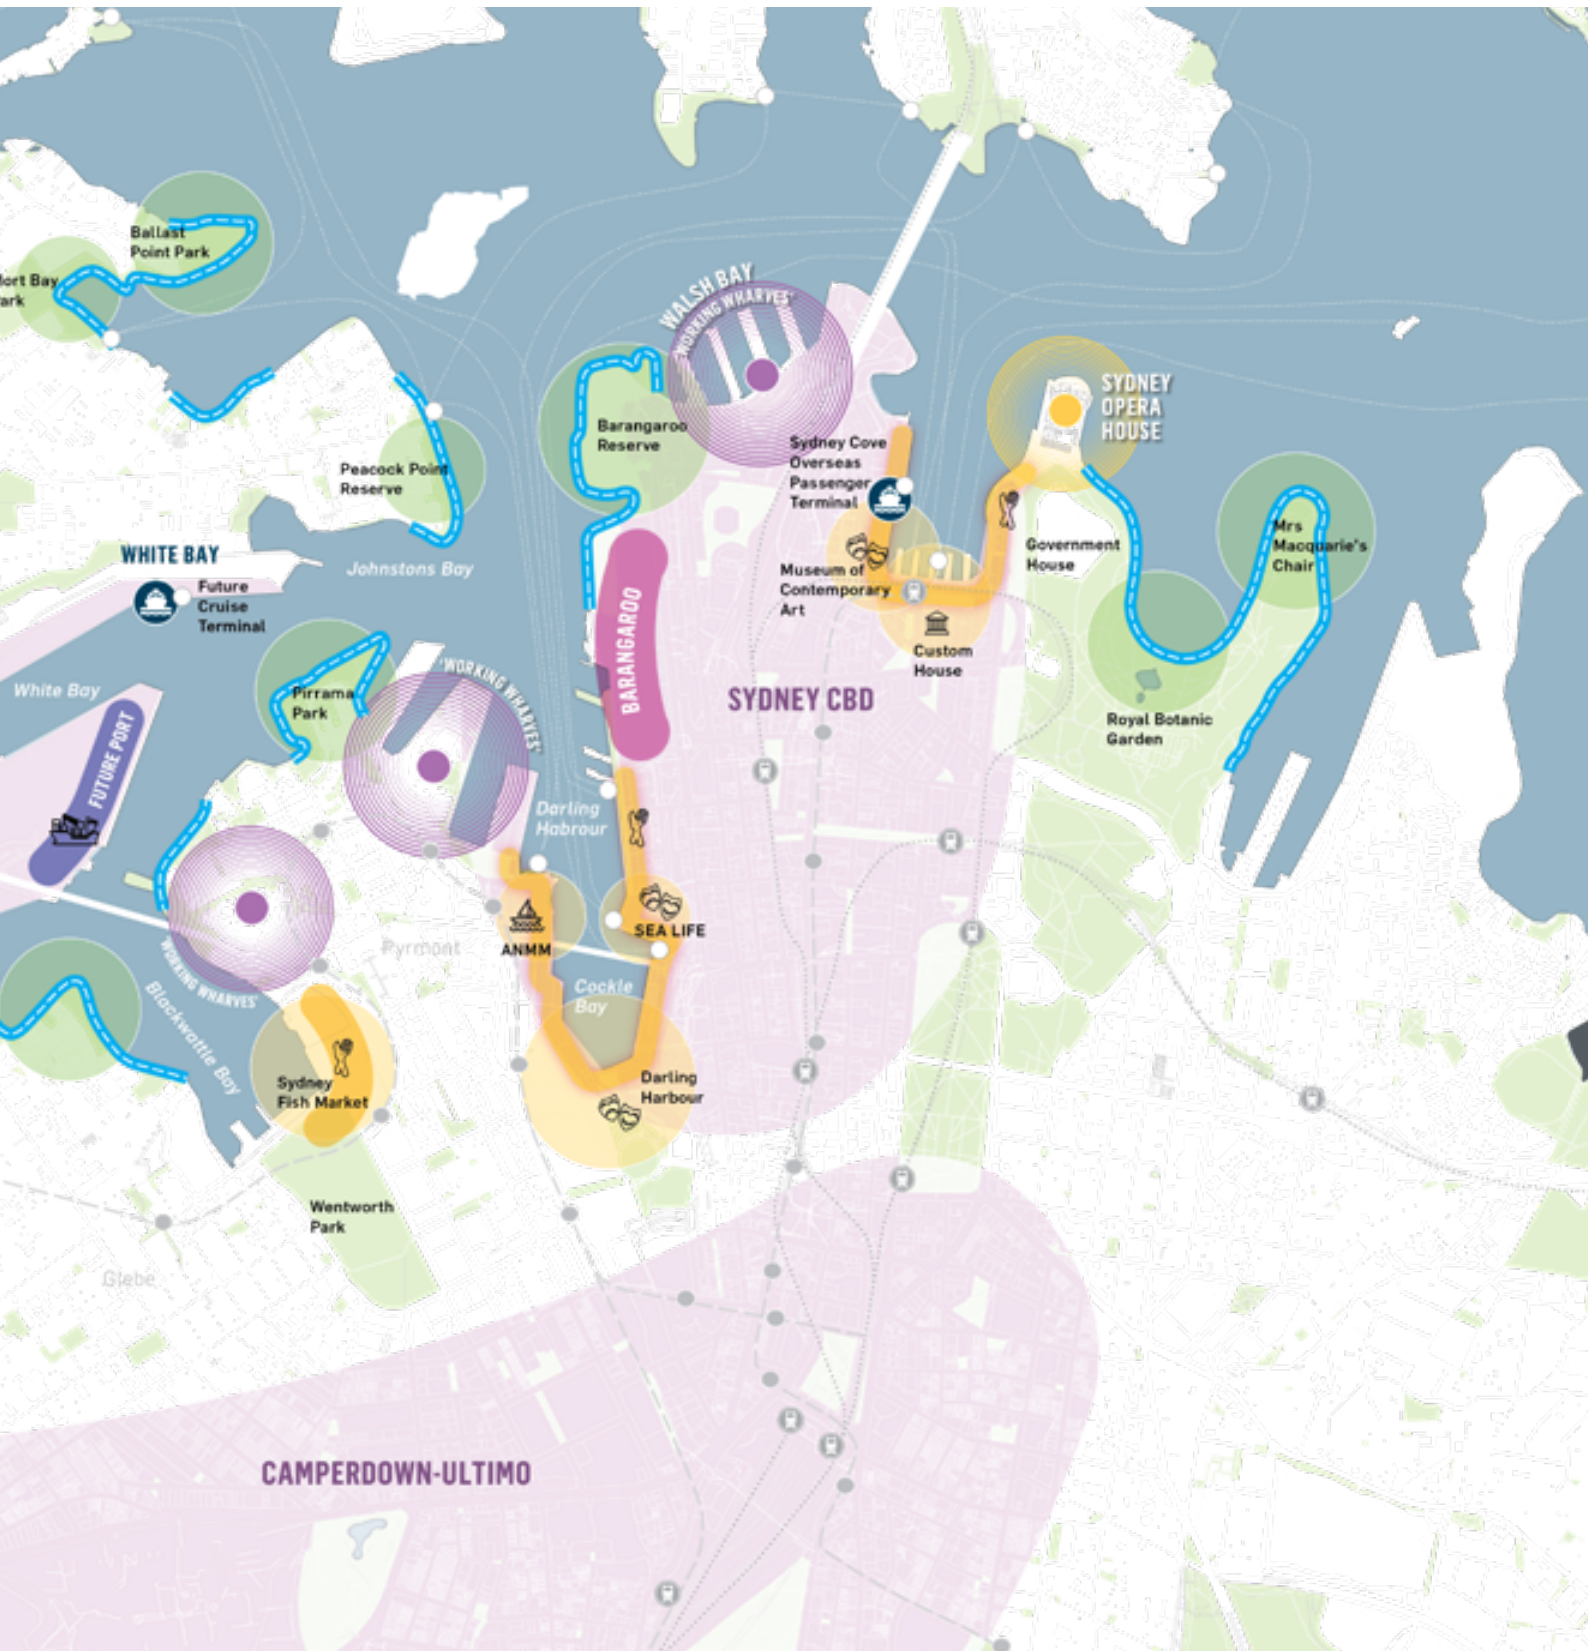 Ballast
Point Park
Mort Bay
Park
WALSH BAY
'WORKING WHARVES'
SYDNEY
OPERA
HOUSE
Barangaroo
Reserve
Sydney Cove
Overseas
Passenger
Terminal
Peacock Point
Reserve
Mrs
Macquarie's
Chair
Government
House
WHITE BAY
Johnstons Bay
Future
Cruise
Terminal
Museum of
Contemporary
Art
BARANGAROO
Custom
House
White Bay
Pirrama
Park
'WORKING WHARVES'
SYDNEY CBD
Royal Botanic
Garden
FUTURE PORT
Darling
Habrour
SEA LIFE
ANMM
Pyrmont
'WORKING WHARVES'
Cockle
Bay
Blackwattle Bay
Sydney
Fish Market
Darling
Harbour
Wentworth
Park
Glebe
CAMPERDOWN-ULTIMO